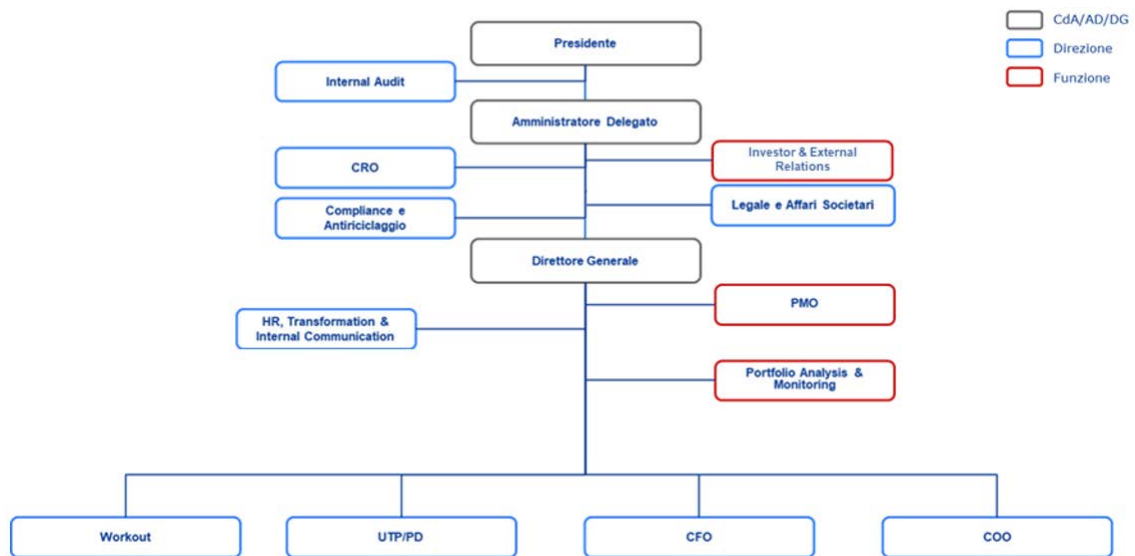 CdA/AD/DG
Direzione
Funzione
Presidente
Internal Audit
Amministratore Delegato
CRO
Investor & External
Relations
Compliance e
Antiriciclaggio
Legale e Affari Societari
Direttore Generale
PMO
HR, Transformation &
Internal Communication
Portfolio Analysis &
Monitoring
Workout
UTP/PD
CFO
COO